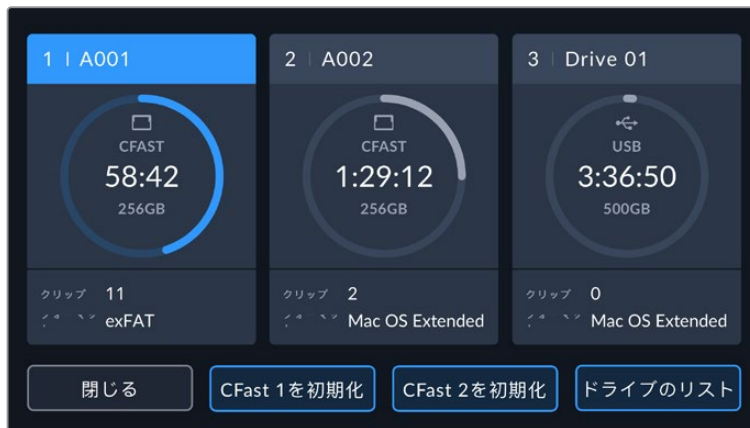 1 | A001
CFAST
58:42
256GB
クリップ 11
exFAT
2 | A002
CFAST
1:29:12
256GB
クリップ 2
Mac OS Extended
3 | Drive 01
USB
3:36:50
500GB
クリップ 0
Mac OS Extended
閉じる
CFast 1を初期化
CFast 2を初期化
ドライブのリスト